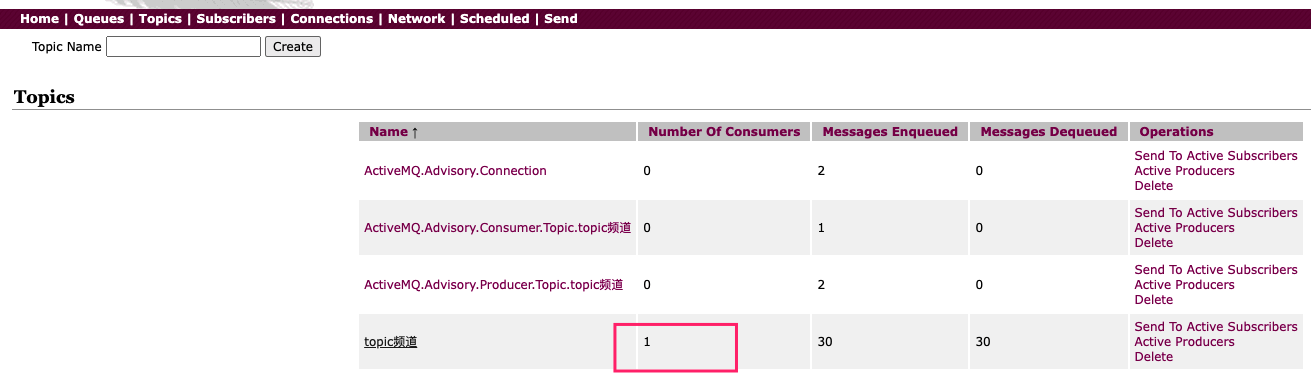 Home | Queues | Topics | Subscribers | Connections | Network | Scheduled | Send
Topic Name Create
Topics
Name ↑ Number Of Consumers Messages Enqueued Messages Dequeued Operations
ActiveMQ.Advisory.Connection 0 2 0 Send To Active Subscribers
Active Producers
Delete
ActiveMQ.Advisory.Consumer.Topic.topic频道 0 1 0 Send To Active Subscribers
Active Producers
Delete
ActiveMQ.Advisory.Producer.Topic.topic频道 0 2 0 Send To Active Subscribers
Active Producers
Delete
topic频道 1 30 30 Send To Active Subscribers
Active Producers
Delete